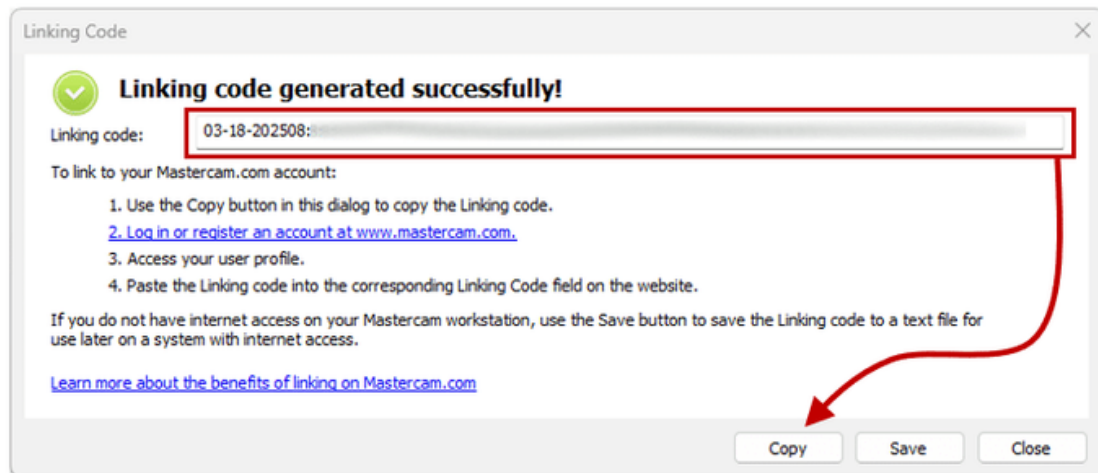 Linking Code
Linking code generated successfully!
Linking code:
03-18-202508:
To link to your Mastercam.com account:
1. Use the Copy button in this dialog to copy the Linking code.
2. Log in or register an account at www.mastercam.com.
3. Access your user profile.
4. Paste the Linking code into the corresponding Linking Code field on the website.
If you do not have internet access on your Mastercam workstation, use the Save button to save the Linking code to a text file for
use later on a system with internet access.
Learn more about the benefits of linking on Mastercam.com
Copy
Save
Close